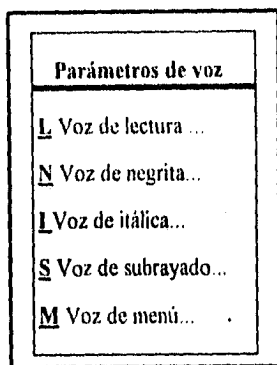 Parámetros de voz
L Voz de lectura ...
N Voz de negrita...
I Voz de itálica...
S Voz de subrayado...
M Voz de menú...